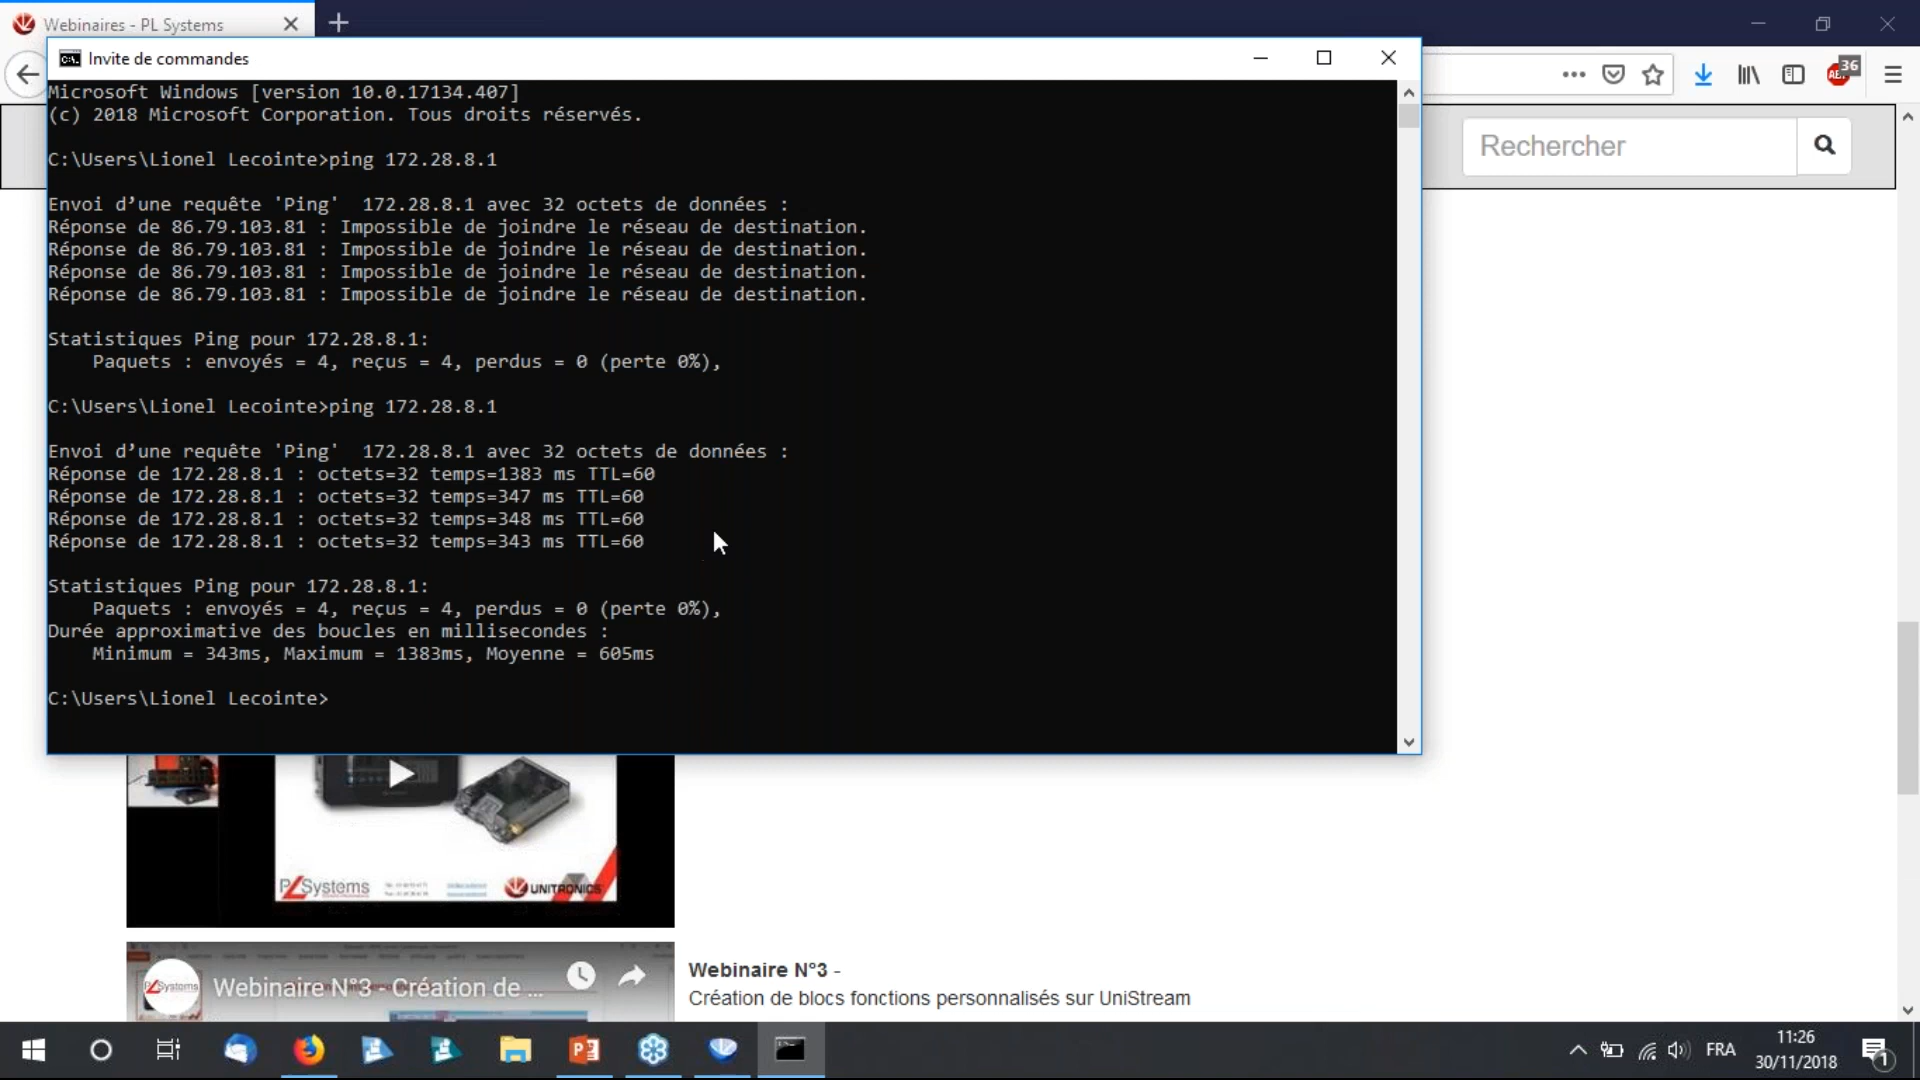 Webinaires - PL Systems
Invite de commandes
36
Microsoft Windows [version 10.0.17134.407]
(c) 2018 Microsoft Corporation. Tous droits réservés.
Rechercher
C:\Users\Lionel Lecointe>ping 172.28.8.1
Envoi d’une requête 'Ping'  172.28.8.1 avec 32 octets de données :
Réponse de 86.79.103.81 : Impossible de joindre le réseau de destination.
Réponse de 86.79.103.81 : Impossible de joindre le réseau de destination.
Réponse de 86.79.103.81 : Impossible de joindre le réseau de destination.
Réponse de 86.79.103.81 : Impossible de joindre le réseau de destination.
Statistiques Ping pour 172.28.8.1:
    Paquets : envoyés = 4, reçus = 4, perdus = 0 (perte 0%),
C:\Users\Lionel Lecointe>ping 172.28.8.1
Envoi d’une requête 'Ping'  172.28.8.1 avec 32 octets de données :
Réponse de 172.28.8.1 : octets=32 temps=1383 ms TTL=60
Réponse de 172.28.8.1 : octets=32 temps=347 ms TTL=60
Réponse de 172.28.8.1 : octets=32 temps=348 ms TTL=60
Réponse de 172.28.8.1 : octets=32 temps=343 ms TTL=60
Statistiques Ping pour 172.28.8.1:
    Paquets : envoyés = 4, reçus = 4, perdus = 0 (perte 0%),
Durée approximative des boucles en millisecondes :
    Minimum = 343ms, Maximum = 1383ms, Moyenne = 605ms
C:\Users\Lionel Lecointe>
PL Systems
UNITRONICS
PL Systems
Webinaire N°3 - Création de ...
Webinaire N°3 -
Création de blocs fonctions personnalisés sur UniStream
FRA
11:26
30/11/2018
1